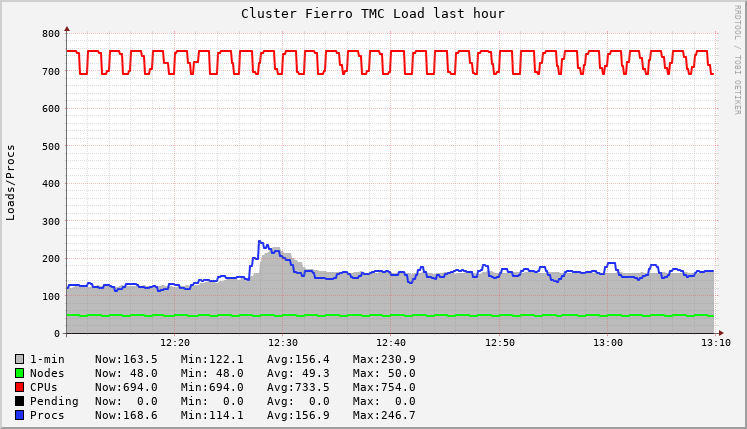 Cluster Fierro TMC Load last hour
RRDTOOL / TOBI OETIKER
Loads/Procs
800
700
600
500
400
300
200
100
0
12:20 12:30 12:40 12:50 13:00 13:10
1-min Now:163.5 Min:122.1 Avg:156.4 Max:230.9
Nodes Now: 48.0 Min: 48.0 Avg: 49.3 Max: 50.0
CPUs Now:694.0 Min:694.0 Avg:733.5 Max:754.0
Pending Now: 0.0 Min: 0.0 Avg: 0.0 Max: 0.0
Procs Now:168.6 Min:114.1 Avg:156.9 Max:246.7